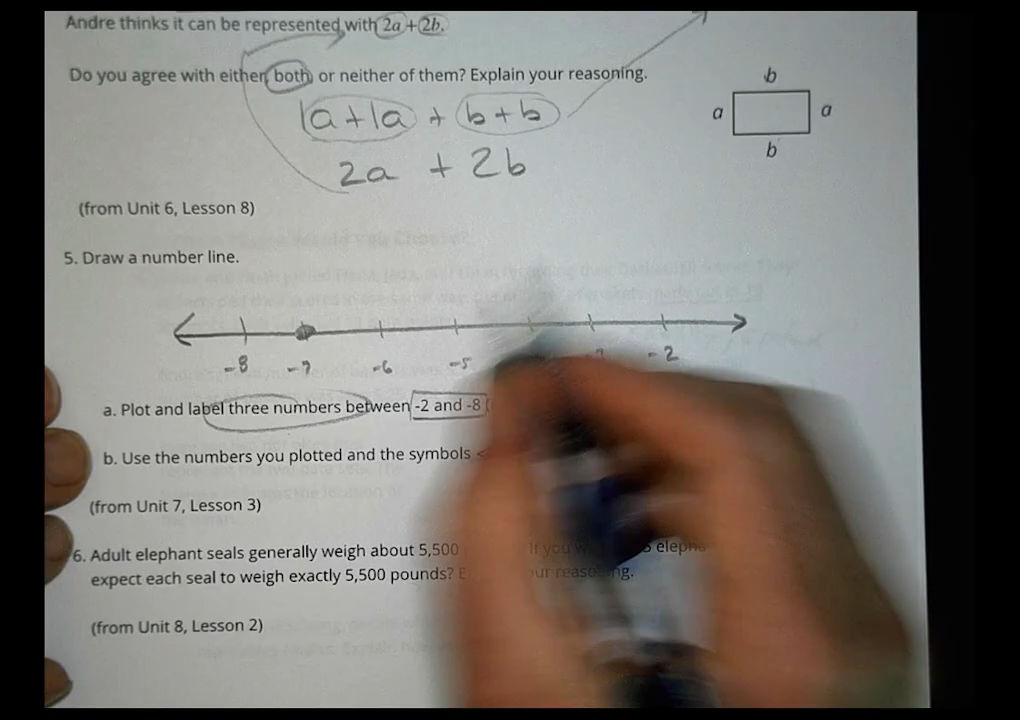 Andre thinks it can be represented with 2a + 2b.
Do you agree with either, both, or neither of them? Explain your reasoning.
b
a
a
b
1a + 1a + b + b
2a + 2b
(from Unit 6, Lesson 8)
5. Draw a number line.
-8 -7 -6 -5 -2
a. Plot and label three numbers between -2 and -8 (
b. Use the numbers you plotted and the symbols <
(from Unit 7, Lesson 3)
6. Adult elephant seals generally weigh about 5,500 If you
expect each seal to weigh exactly 5,500 pounds? reasoning.
(from Unit 8, Lesson 2)